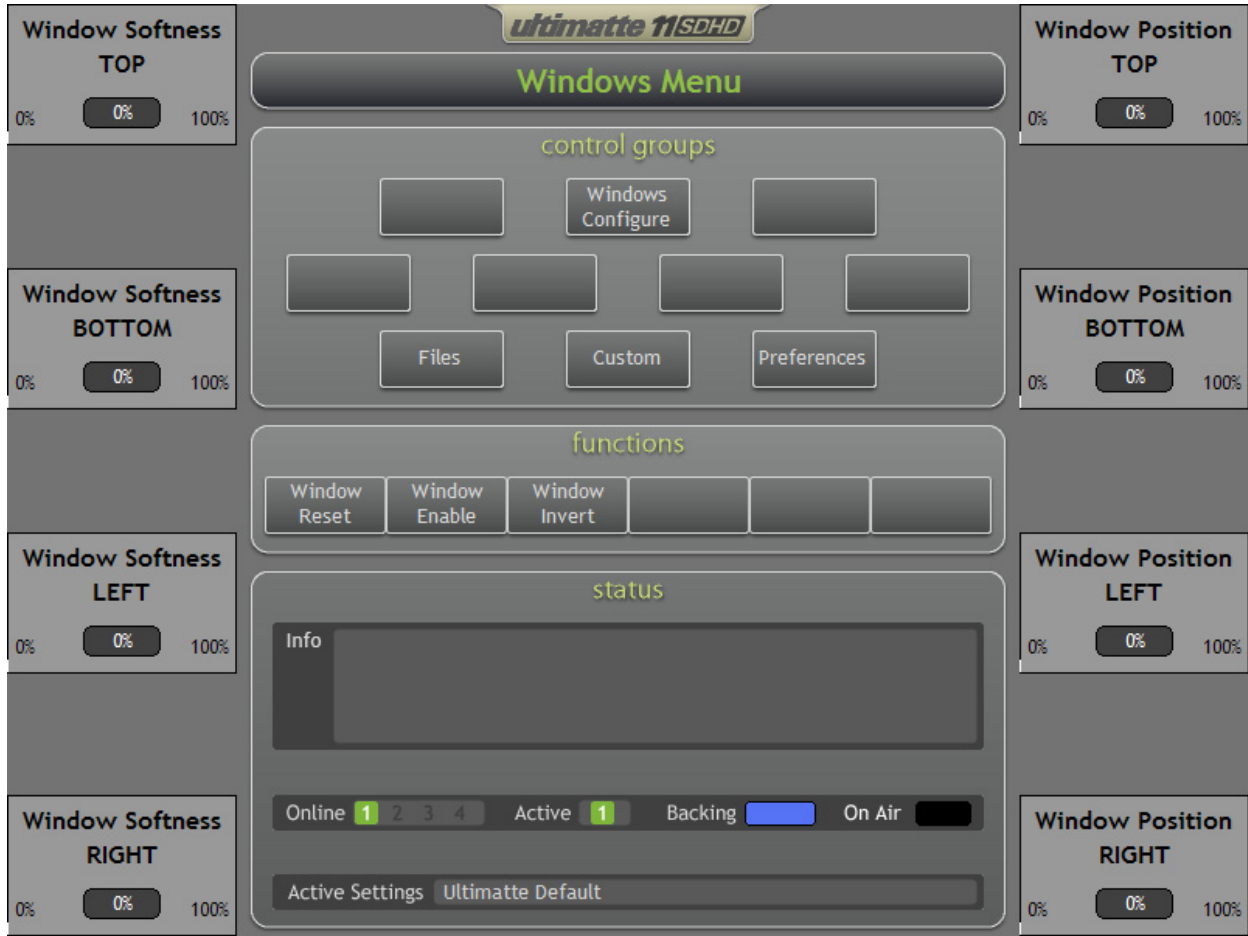 ultimatte 11 SDHD
Windows Menu
Window Softness
TOP
0% 0% 100%
Window Softness
BOTTOM
0% 0% 100%
Window Softness
LEFT
0% 0% 100%
Window Softness
RIGHT
0% 0% 100%
control groups
Windows
Configure
Files Custom Preferences
functions
Window
Reset
Window
Enable
Window
Invert
status
Info
Online 1 2 3 4 Active 1 Backing On Air
Active Settings Ultimatte Default
Window Position
TOP
0% 0% 100%
Window Position
BOTTOM
0% 0% 100%
Window Position
LEFT
0% 0% 100%
Window Position
RIGHT
0% 0% 100%